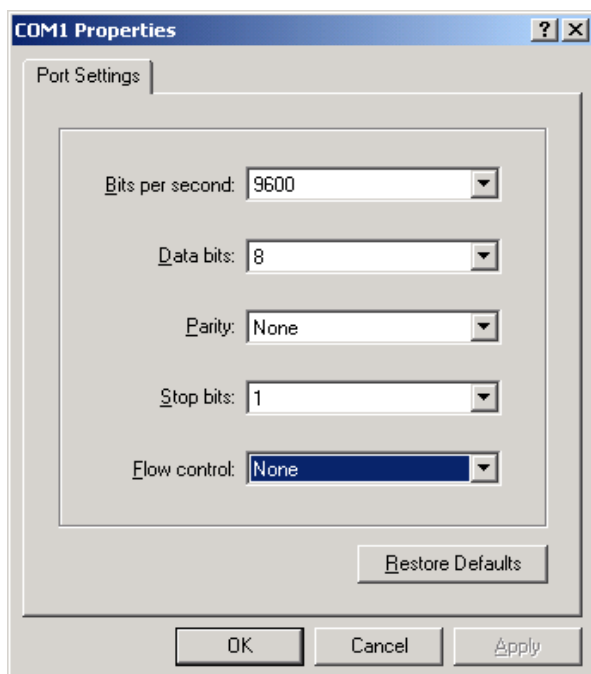 COM1 Properties
Port Settings
Bits per second: 9600
Data bits: 8
Parity: None
Stop bits: 1
Flow control: None
Restore Defaults
OK Cancel Apply